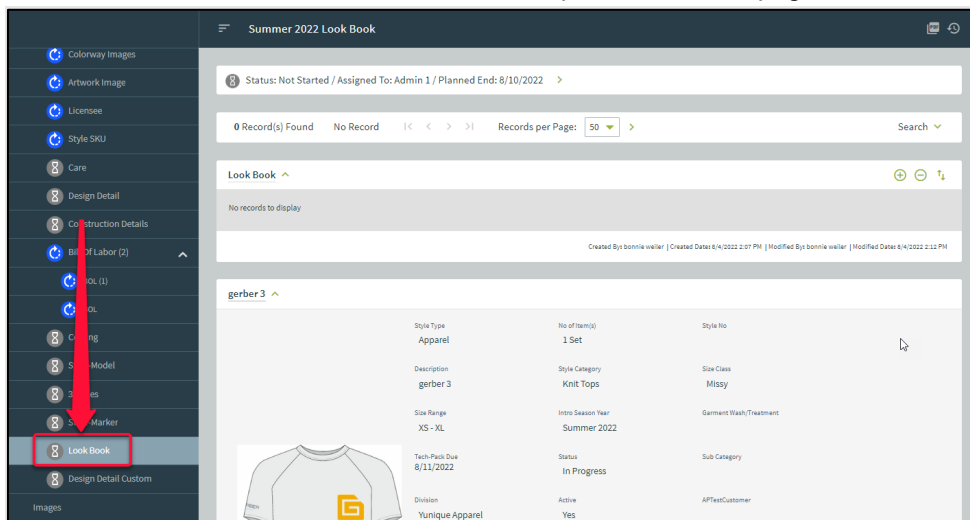 Summer 2022 Look Book
PDF
Colorway Images
Artwork Image
Licensee
Style SKU
Care
Design Detail
Construction Details
Bill Of Labor (2)
BOL (1)
BOL
Look Book
Design Detail Custom
Images
Status: Not Started / Assigned To: Admin 1 / Planned End: 8/10/2022 >
0 Record(s) Found No Record |< < > >| Records per Page: 50 > Search
Look Book
No records to display
Created By: bonnie weiler | Created Date: 8/4/2022 2:07 PM | Modified By: bonnie weiler | Modified Date: 8/4/2022 2:12 PM
gerber 3
Style Type No of Item(s) Style No
Apparel 1 Set
Description Style Category Size Class
gerber 3 Knit Tops Missy
Size Range Intro Season Year Garment Wash/Treatment
XS - XL Summer 2022
Tech-Pack Due Status Sub Category
8/11/2022 In Progress
Division Active APTestCustomer
Yunique Apparel Yes